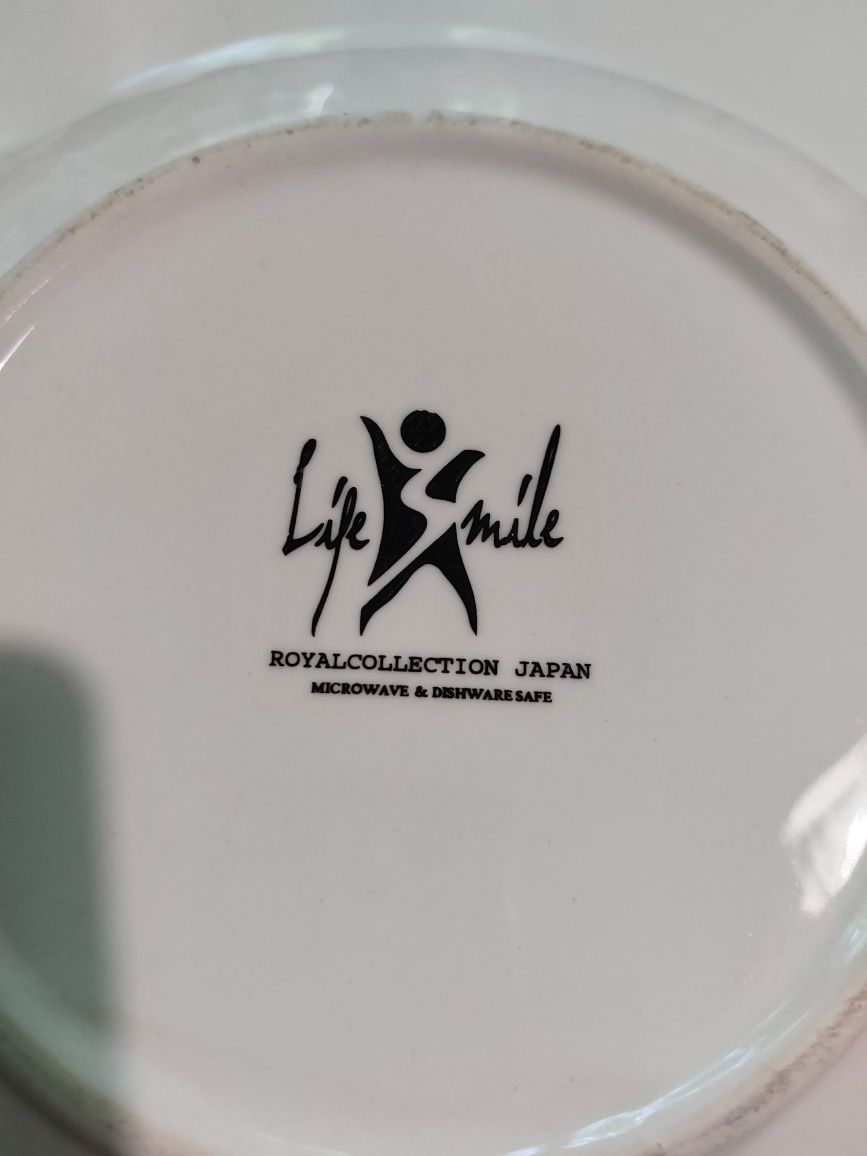 Life Smile
ROYALCOLLECTION JAPAN
MICROWAVE & DISHWARE SAFE